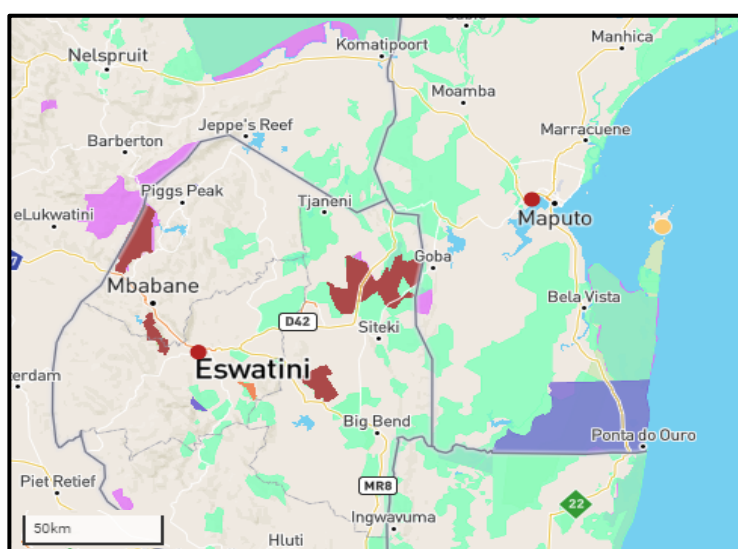 Manhica
Komatipoort
Nelspruit
Moamba
Jeppe's Reef
Marracuene
Barberton
Piggs Peak
Tjaneni
eLukwatini
Maputo
Goba
7
Mbabane
Bela Vista
D42
Siteki
Eswatini
erdam
Big Bend
Ponta do Ouro
Piet Retief
MR8
22
50km
Ingwavuma
Hluti